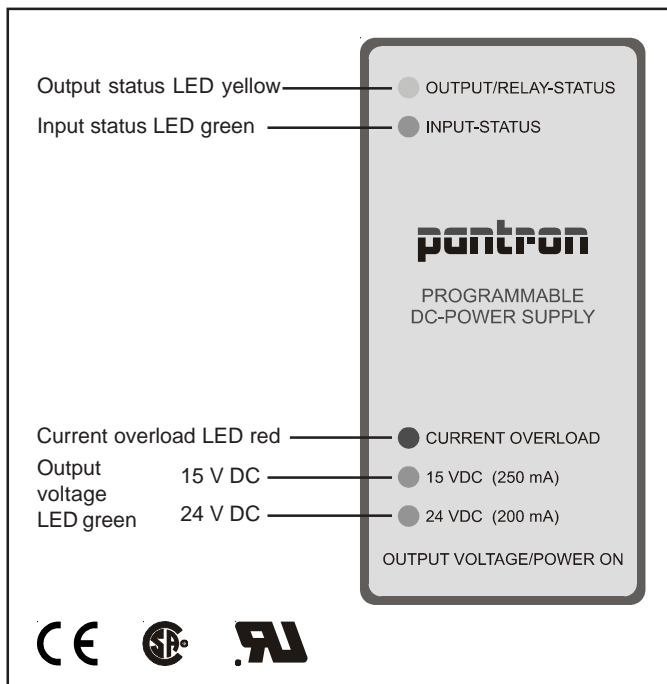 Output status LED yellow
OUTPUT/RELAY-STATUS
Input status LED green
INPUT-STATUS
pantron
PROGRAMMABLE
DC-POWER SUPPLY
Current overload LED red
CURRENT OVERLOAD
Output
voltage
LED green
15 V DC
15 VDC (250 mA)
24 V DC
24 VDC (200 mA)
OUTPUT VOLTAGE/POWER ON
CE
SA
RU